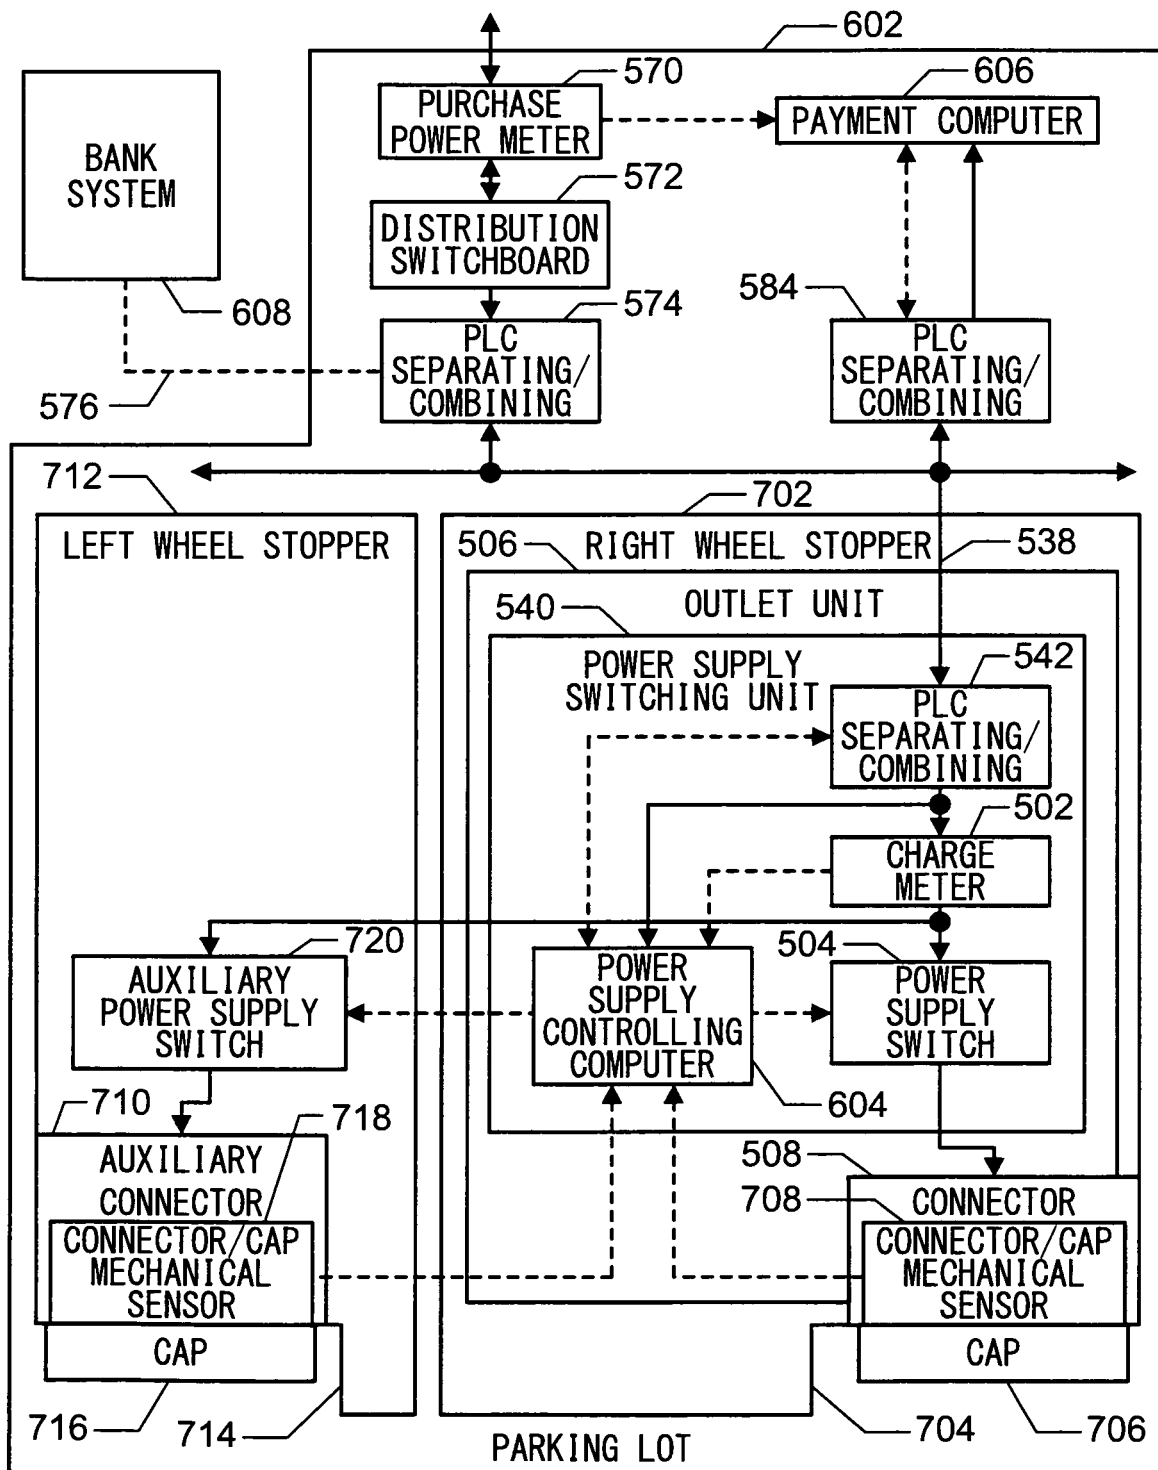 602
570
606
PURCHASE
POWER METER
PAYMENT COMPUTER
BANK
SYSTEM
572
DISTRIBUTION
SWITCHBOARD
608
574
584
PLC
SEPARATING/
COMBINING
PLC
SEPARATING/
COMBINING
576
712
702
LEFT WHEEL STOPPER
506
RIGHT WHEEL STOPPER
538
OUTLET UNIT
540
POWER SUPPLY
SWITCHING UNIT
542
PLC
SEPARATING/
COMBINING
502
CHARGE
METER
720
504
AUXILIARY
POWER SUPPLY
SWITCH
POWER
SUPPLY
CONTROLLING
COMPUTER
POWER
SUPPLY
SWITCH
710
718
604
AUXILIARY
CONNECTOR
508
708
CONNECTOR
CONNECTOR/CAP
MECHANICAL
SENSOR
CONNECTOR/CAP
MECHANICAL
SENSOR
CAP
CAP
716
714
704
706
PARKING LOT